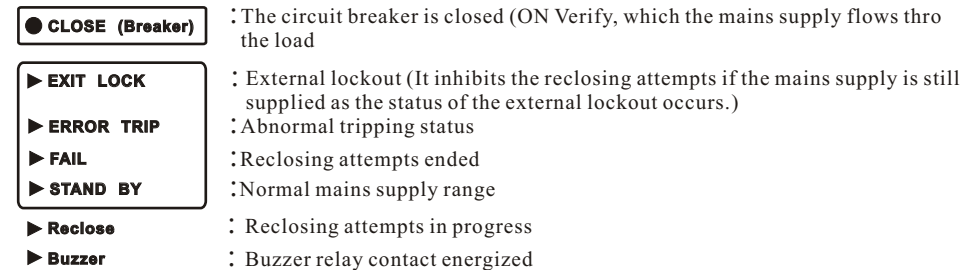 ● CLOSE (Breaker) : The circuit breaker is closed (ON Verify, which the mains supply flows thro
the load
▶ EXIT LOCK : External lockout (It inhibits the reclosing attempts if the mains supply is still
supplied as the status of the external lockout occurs.)
▶ ERROR TRIP : Abnormal tripping status
▶ FAIL : Reclosing attempts ended
▶ STAND BY : Normal mains supply range
▶ Reclose : Reclosing attempts in progress
▶ Buzzer : Buzzer relay contact energized